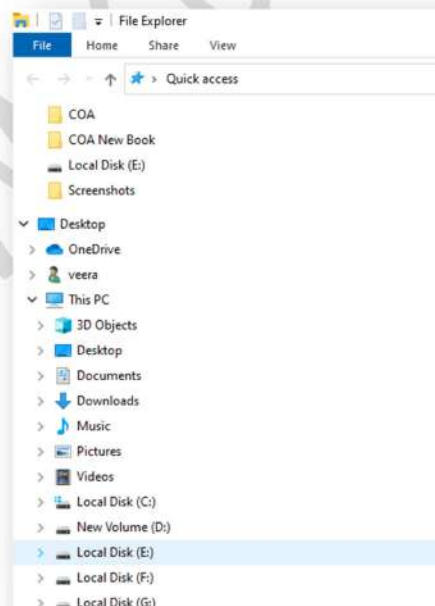 File Explorer
File Home Share View
Quick access
COA
COA New Book
Local Disk (E:)
Screenshots
Desktop
OneDrive
veera
This PC
3D Objects
Desktop
Documents
Downloads
Music
Pictures
Videos
Local Disk (C:)
New Volume (D:)
Local Disk (E:)
Local Disk (F:)
Local Disk (G:)